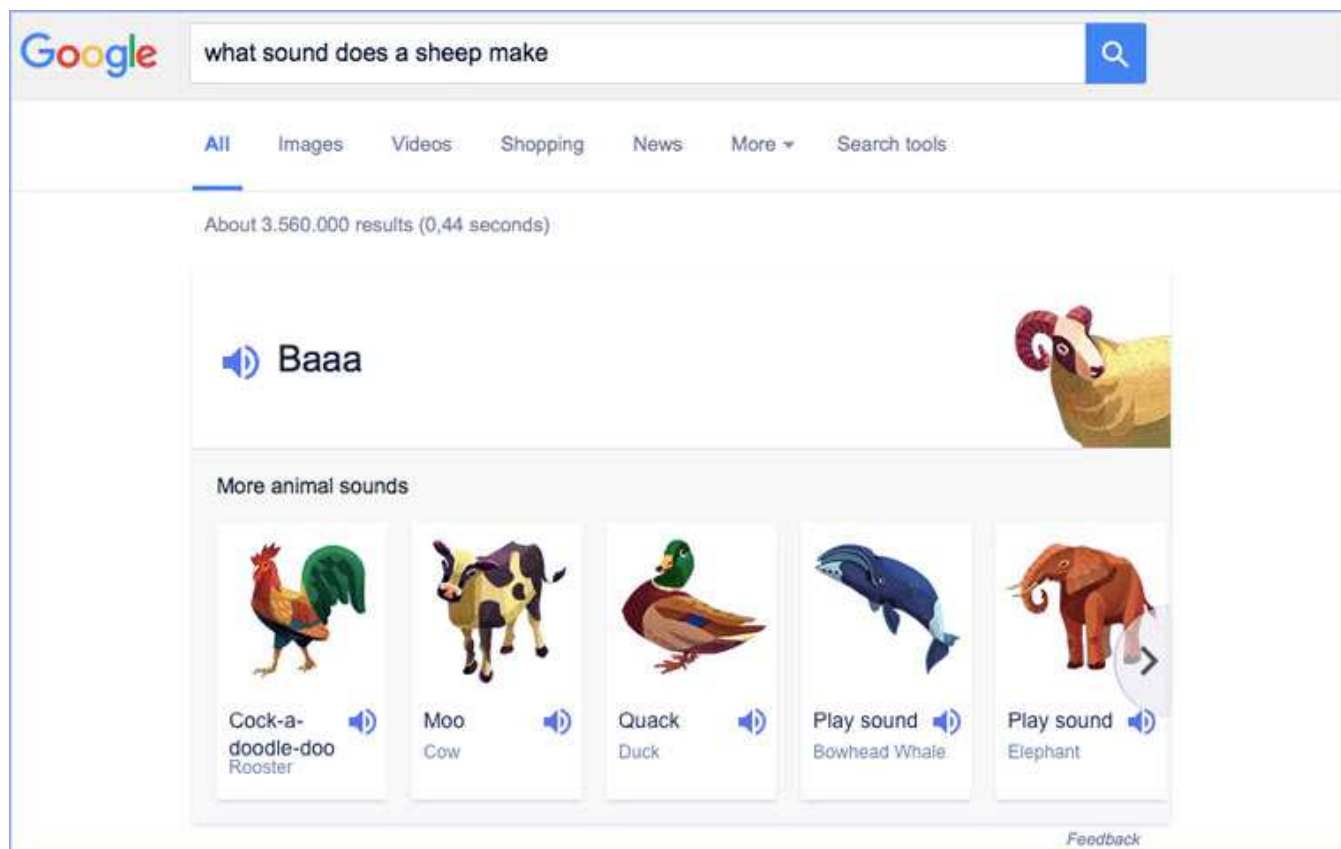 Google what sound does a sheep make
All Images Videos Shopping News More Search tools
About 3.560.000 results (0,44 seconds)
Baaa
More animal sounds
Cock-a-
doodle-doo
Rooster
Moo
Cow
Quack
Duck
Play sound
Bowhead Whale
Play sound
Elephant
Feedback